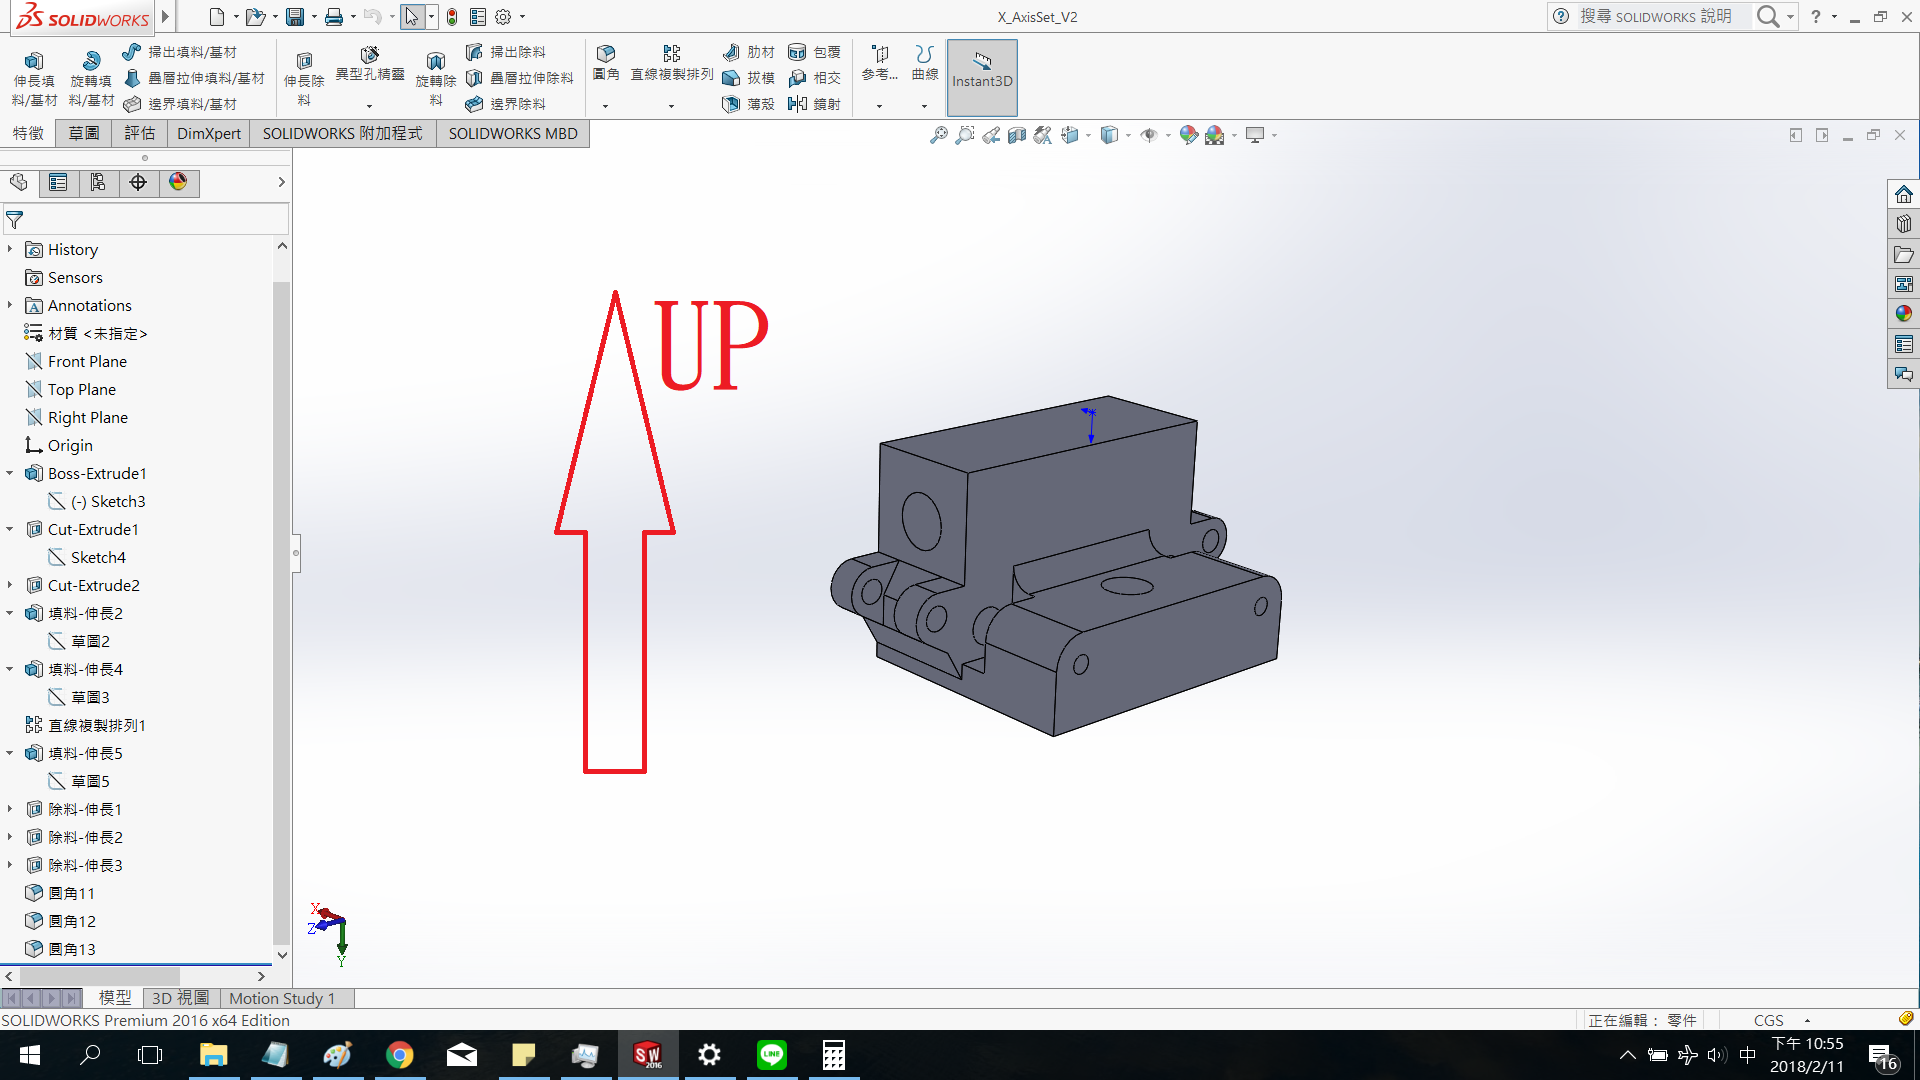 SOLIDWORKS
X_AxisSet_V2
搜尋 SOLIDWORKS 說明
伸長填料/基材
旋轉填料/基材
掃出填料/基材
疊層拉伸填料/基材
邊界填料/基材
伸長除料
異型孔精靈
旋轉除料
掃出除料
疊層拉伸除料
邊界除料
圓角
直線複製排列
肋材
拔模
薄殼
包覆
相交
鏡射
參考...
曲線
Instant3D
特徵
草圖
評估
DimXpert
SOLIDWORKS 附加程式
SOLIDWORKS MBD
History
Sensors
Annotations
材質 <未指定>
Front Plane
Top Plane
Right Plane
Origin
Boss-Extrude1
(-) Sketch3
Cut-Extrude1
Sketch4
Cut-Extrude2
填料-伸長2
草圖2
填料-伸長4
草圖3
直線複製排列1
填料-伸長5
草圖5
除料-伸長1
除料-伸長2
除料-伸長3
圓角11
圓角12
圓角13
UP
X
Z
Y
模型
3D 視圖
Motion Study 1
SOLIDWORKS Premium 2016 x64 Edition
正在編輯： 零件
CGS
SW
2016
LINE
中
下午 10:55
2018/2/11
16